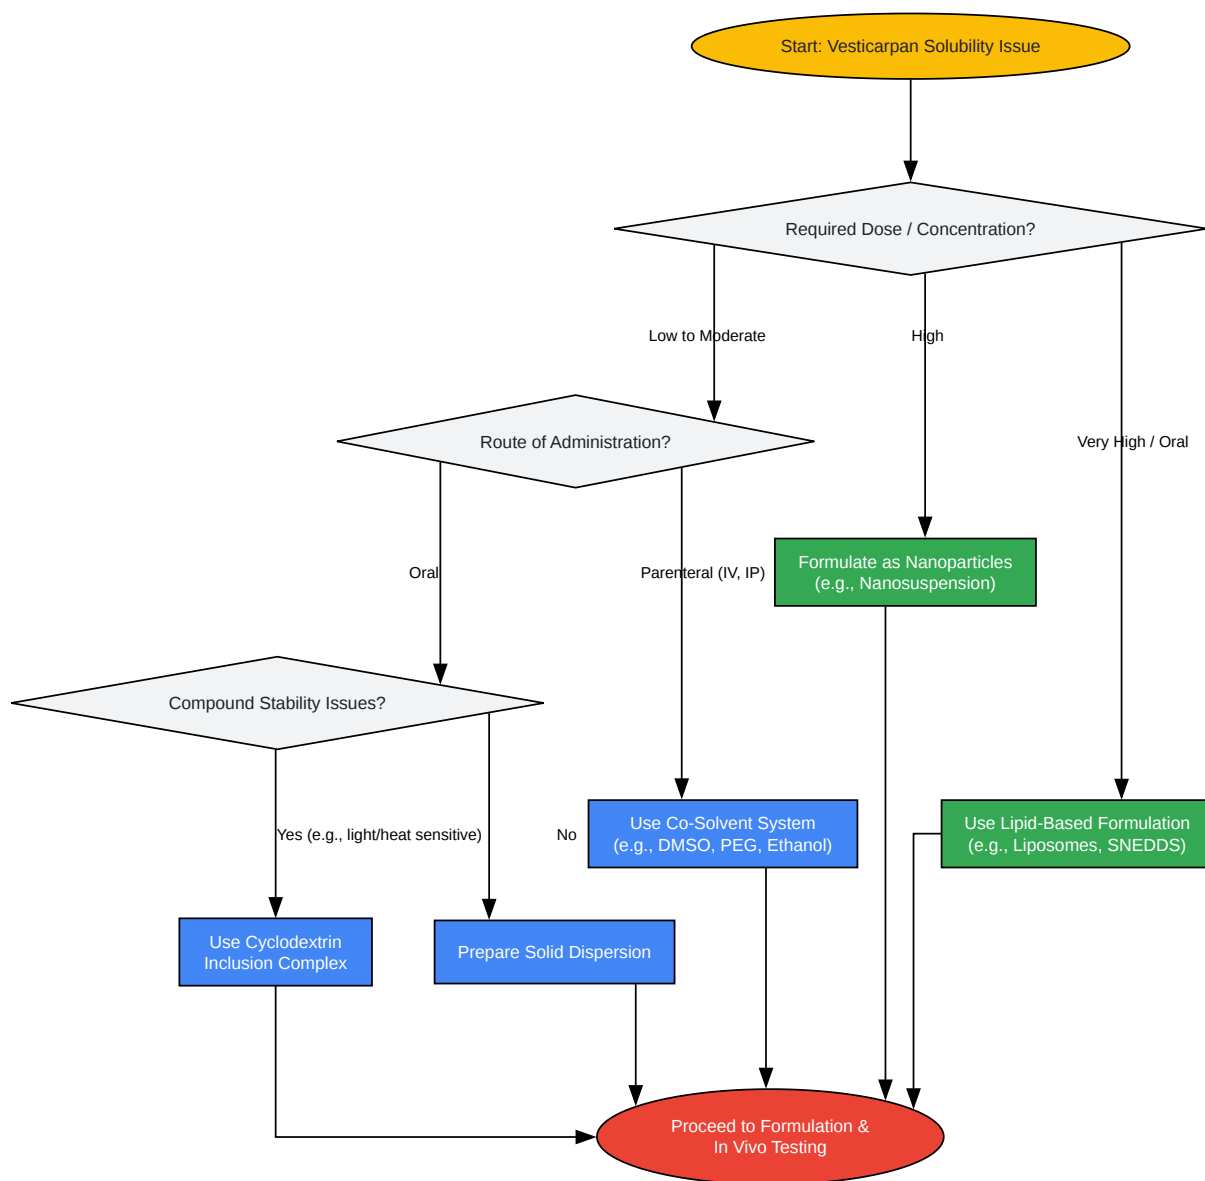 Start: Vesticarpan Solubility Issue
Required Dose / Concentration?
Low to Moderate
High
Route of Administration?
Very High / Oral
Oral
Parenteral (IV, IP)
Formulate as Nanoparticles
(e.g., Nanosuspension)
Compound Stability Issues?
Yes (e.g., light/heat sensitive)
No
Use Co-Solvent System
(e.g., DMSO, PEG, Ethanol)
Use Lipid-Based Formulation
(e.g., Liposomes, SNEDDS)
Use Cyclodextrin
Inclusion Complex
Prepare Solid Dispersion
Proceed to Formulation &
In Vivo Testing